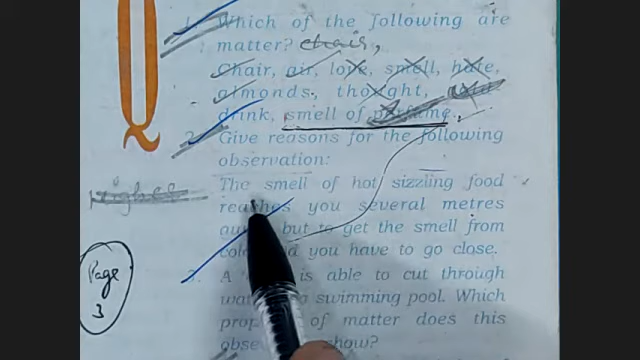 Q
1. Which of the following are
matter? chair,
Chair, air, love, smell, hate,
almonds, thought,
drink, smell of perfume.
2. Give reasons for the following
observation:
The smell of hot sizzling food
reaches you several metres
but to get the smell from
you have to go close.
3. A is able to cut through
swimming pool. Which
of matter does this
show?
Page
3